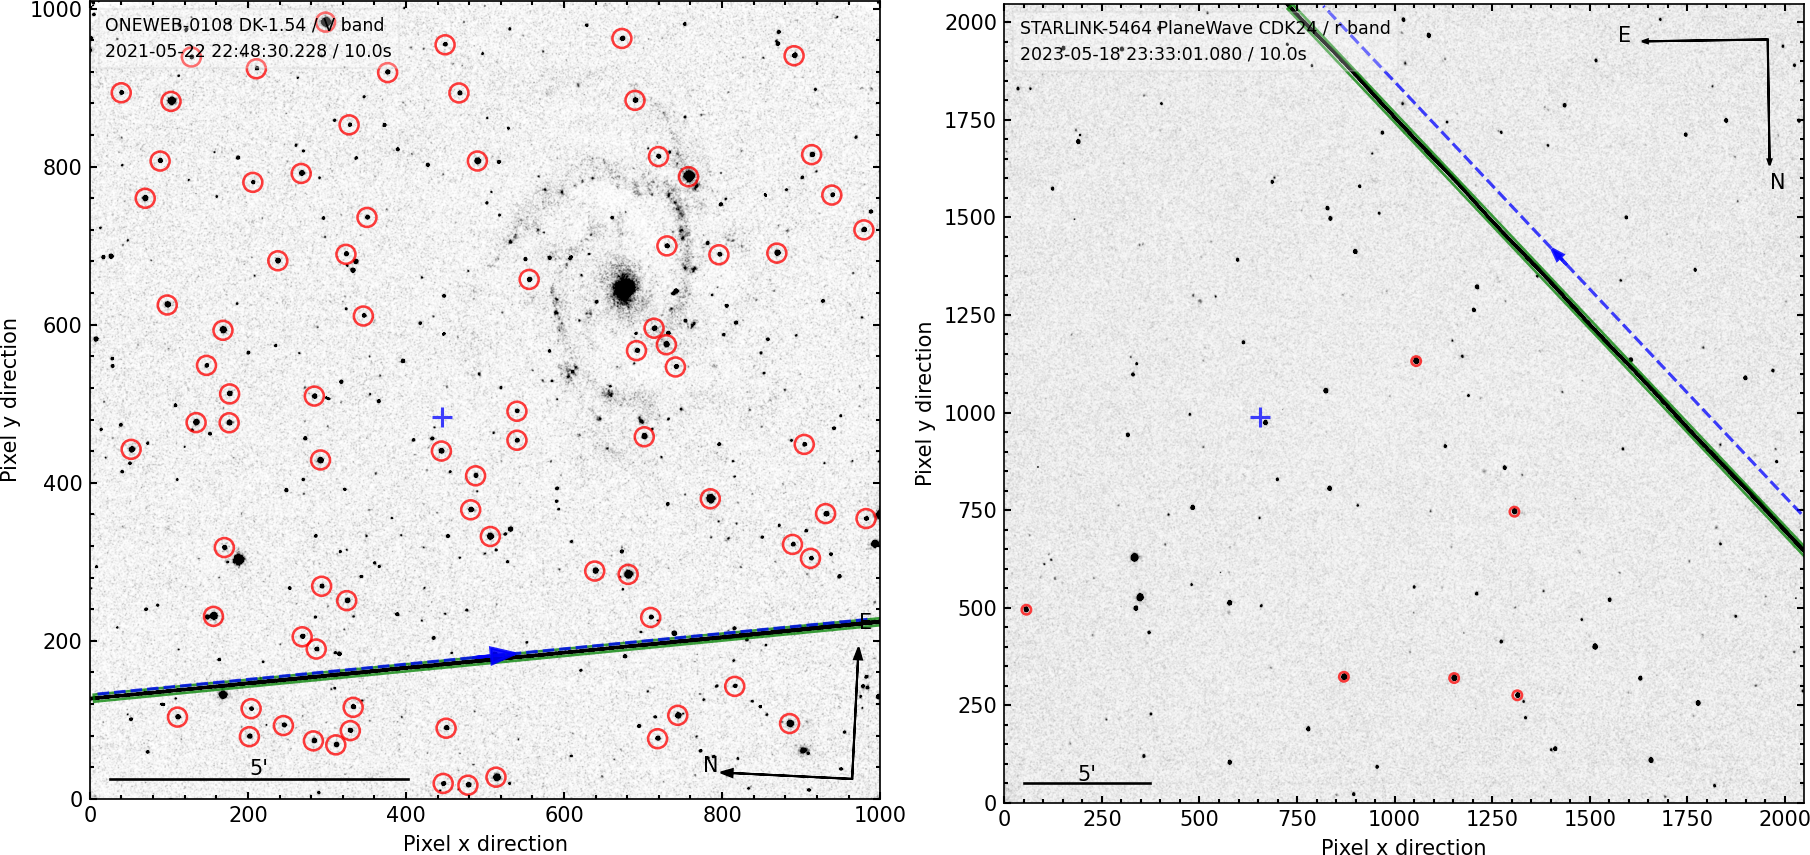 ONEWEB-0108 DK-1.54 / V band
2021-05-22 22:48:30.228 / 10.0s
1000
800
600
400
200
0
Pixel y direction
E
N
5'
0
200
400
600
800
1000
Pixel x direction
STARLINK-5464 PlaneWave CDK24 / r band
2023-05-18 23:33:01.080 / 10.0s
2000
1750
1500
1250
1000
750
500
250
0
Pixel y direction
E
N
5'
0
250
500
750
1000
1250
1500
1750
2000
Pixel x direction